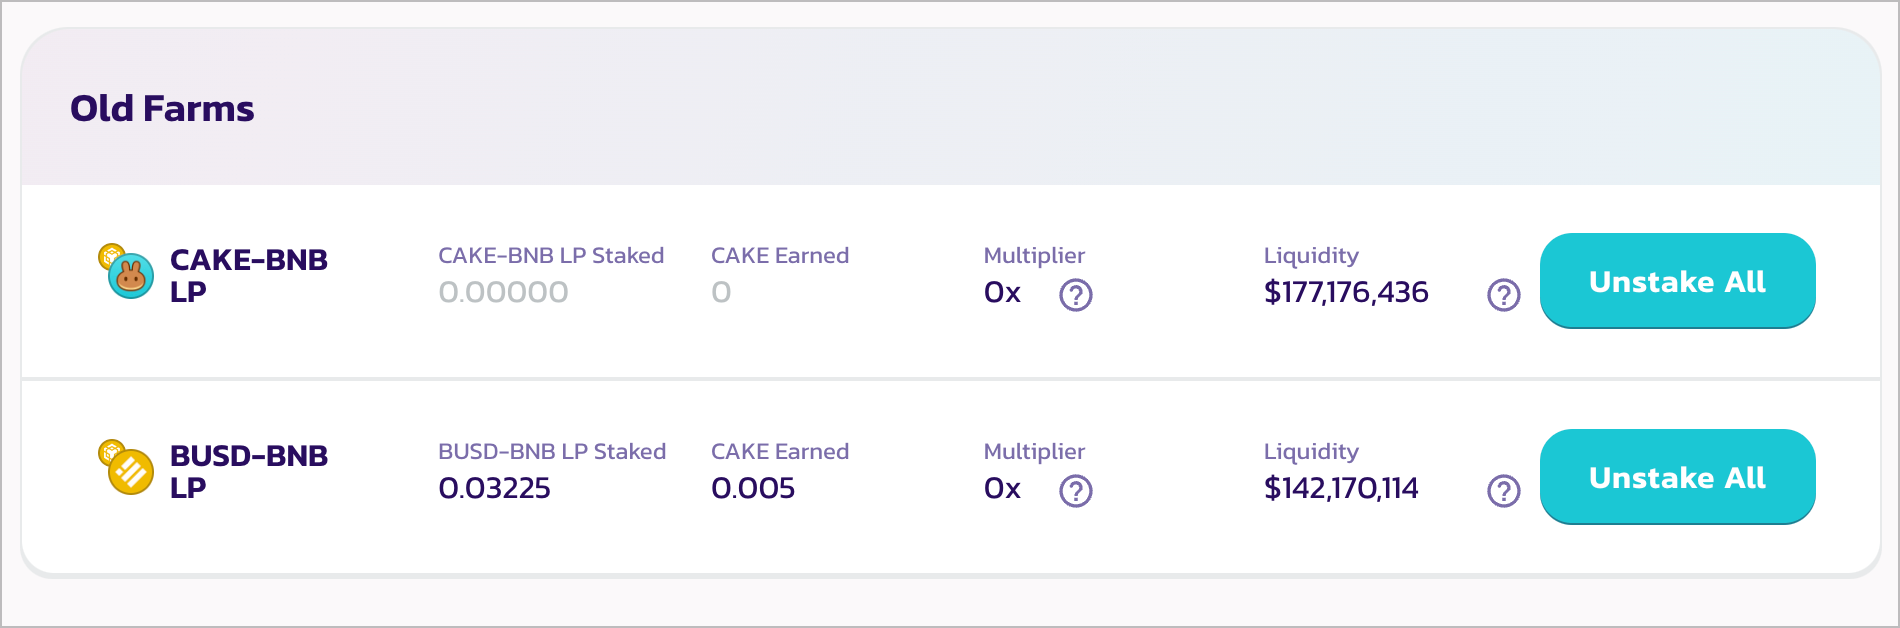 Old Farms
CAKE-BNB LP
CAKE-BNB LP Staked
0.00000
CAKE Earned
0
Multiplier
0x
?
Liquidity
$177,176,436
?
Unstake All
BUSD-BNB LP
BUSD-BNB LP Staked
0.03225
CAKE Earned
0.005
Multiplier
0x
?
Liquidity
$142,170,114
?
Unstake All